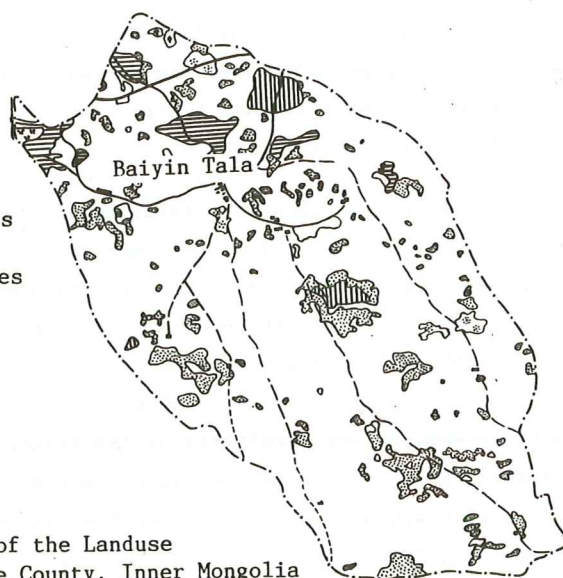 Baiyin Tala
s
es
of the Landuse
e County, Inner Mongolia